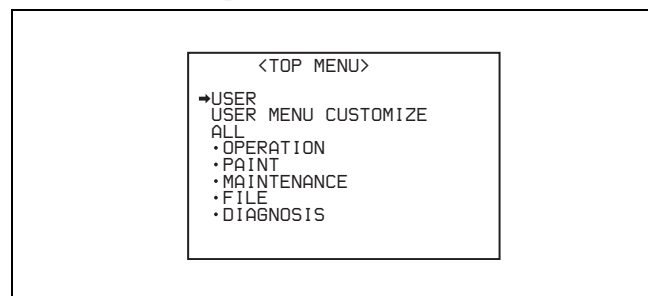 <TOP MENU>
➡USER
USER MENU CUSTOMIZE
ALL
・OPERATION
・PAINT
・MAINTENANCE
・FILE
・DIAGNOSIS